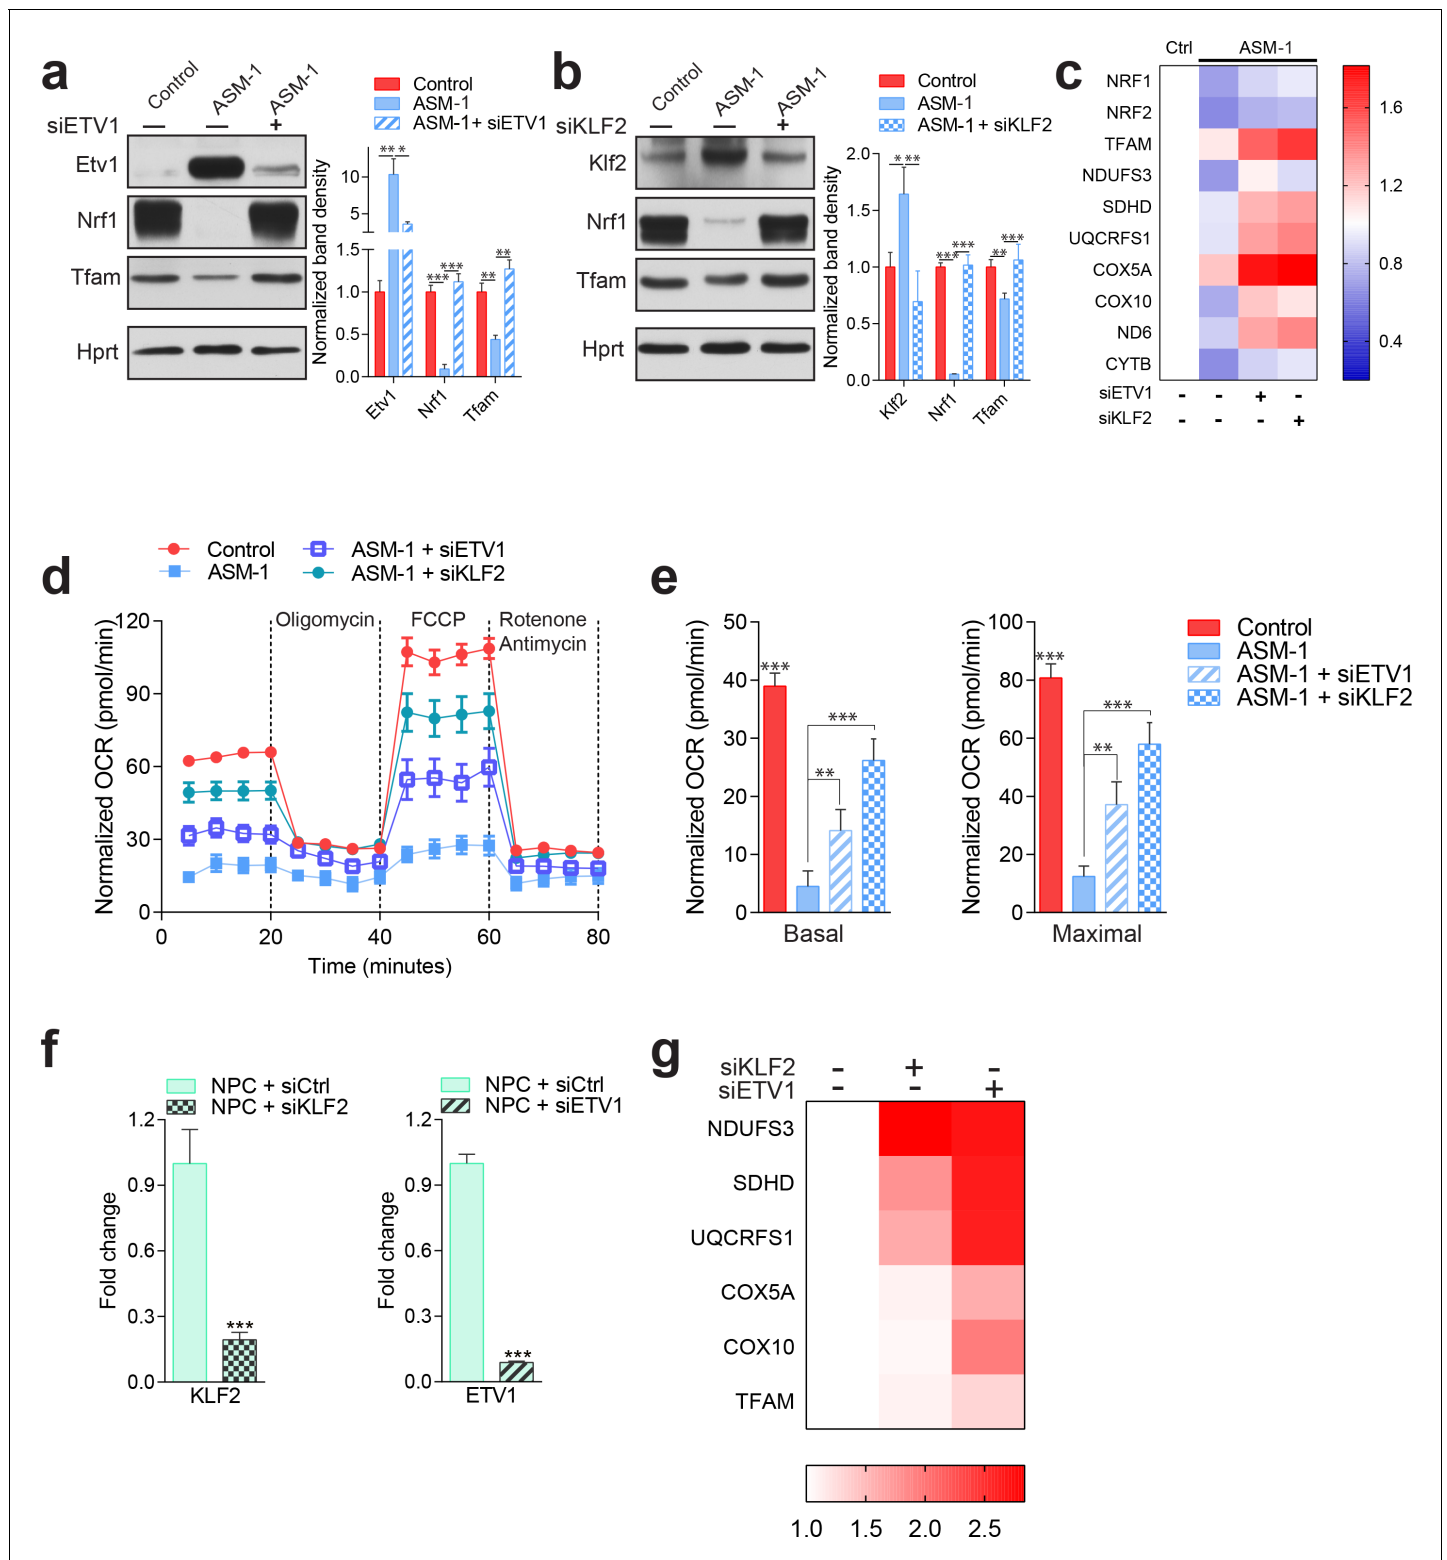 a
Control
ASM-1
ASM-1
siETV1 — — +
Etv1
Nrf1
Tfam
Hprt
Control
ASM-1
ASM-1+ siETV1
Normalized band density
10
5
1.5
1.0
0.5
0.0
** *
*** ***
** **
Etv1
Nrf1
Tfam
b
Control
ASM-1
ASM-1
siKLF2 — — +
Klf2
Nrf1
Tfam
Hprt
Control
ASM-1
ASM-1 + siKLF2
Normalized band density
2.0
1.5
1.0
0.5
0.0
* ***
*** ***
** ***
Klf2
Nrf1
Tfam
c
Ctrl ASM-1
NRF1
NRF2
TFAM
NDUFS3
SDHD
UQCRFS1
COX5A
COX10
ND6
CYTB
siETV1 - - + -
siKLF2 - - - +
1.6
1.2
0.8
0.4
d
Control
ASM-1
ASM-1 + siETV1
ASM-1 + siKLF2
Normalized OCR (pmol/min)
120
90
60
30
0
Oligomycin
FCCP
Rotenone
Antimycin
0 20 40 60 80
Time (minutes)
e
Normalized OCR (pmol/min)
50
40
30
20
10
0
***
**
***
Basal
Normalized OCR (pmol/min)
100
80
60
40
20
0
***
**
***
Maximal
Control
ASM-1
ASM-1 + siETV1
ASM-1 + siKLF2
f
NPC + siCtrl
NPC + siKLF2
Fold change
1.2
0.9
0.6
0.3
0.0
***
KLF2
NPC + siCtrl
NPC + siETV1
Fold change
1.2
0.9
0.6
0.3
0.0
***
ETV1
g
siKLF2 - + -
siETV1 - - +
NDUFS3
SDHD
UQCRFS1
COX5A
COX10
TFAM
1.0 1.5 2.0 2.5